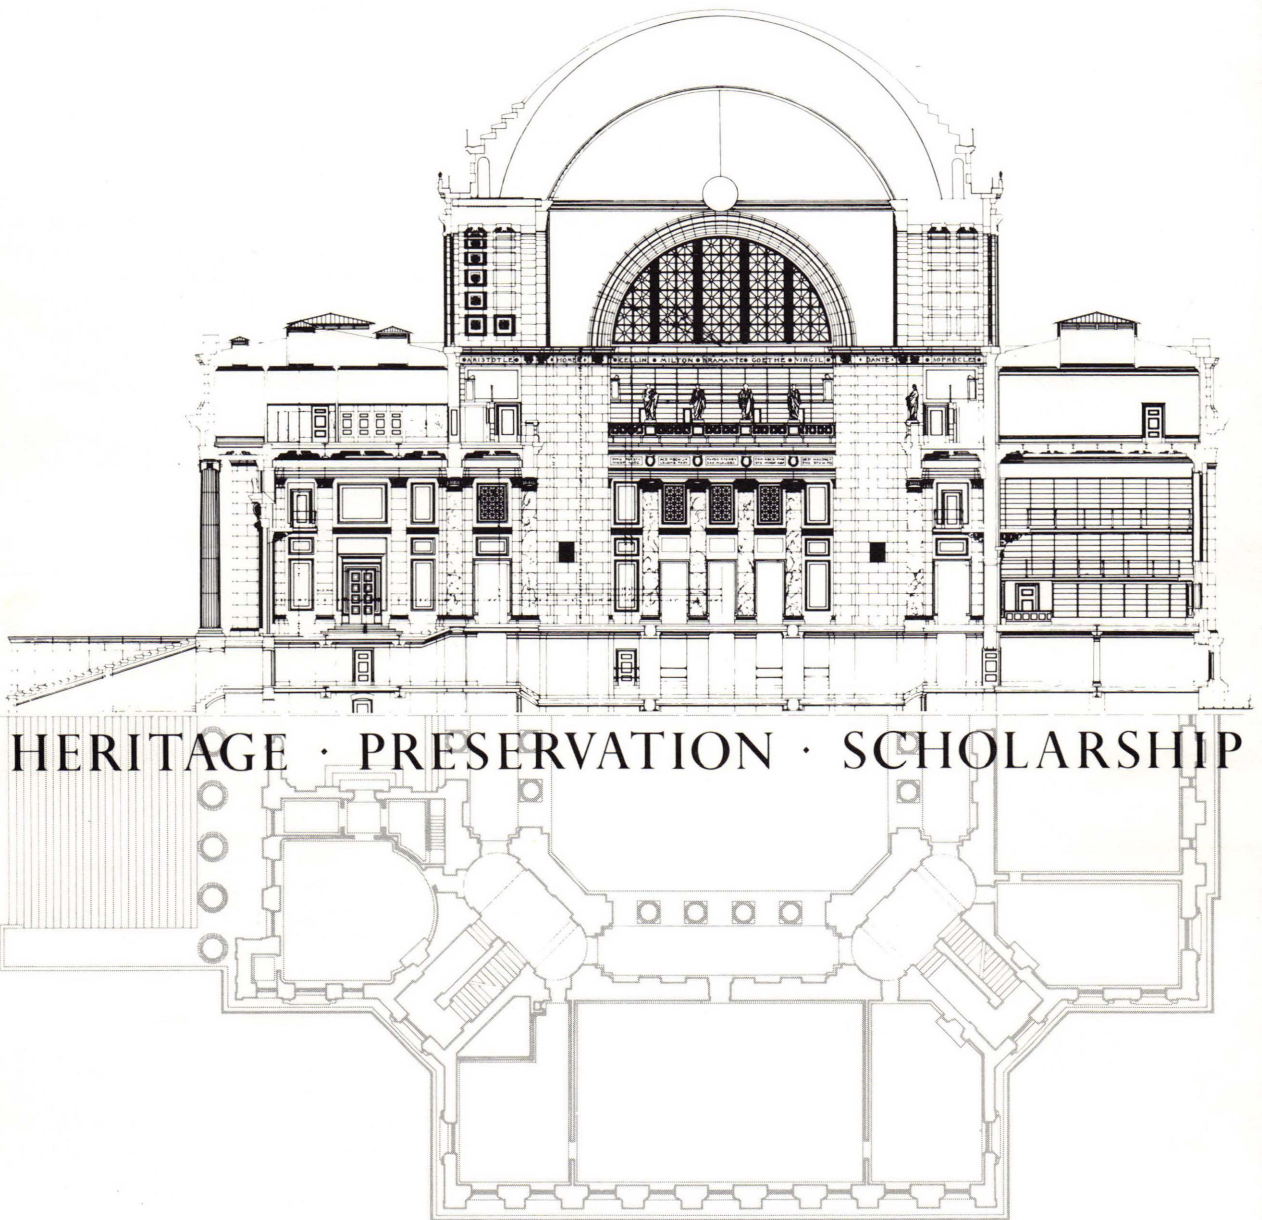 ARISTOTLE • HOMER • CELLINI • MILTON • BRAMANTE • GOETHE • VIRGIL • DANTE • SOPHOCLES
HERITAGE · PRESERVATION · SCHOLARSHIP